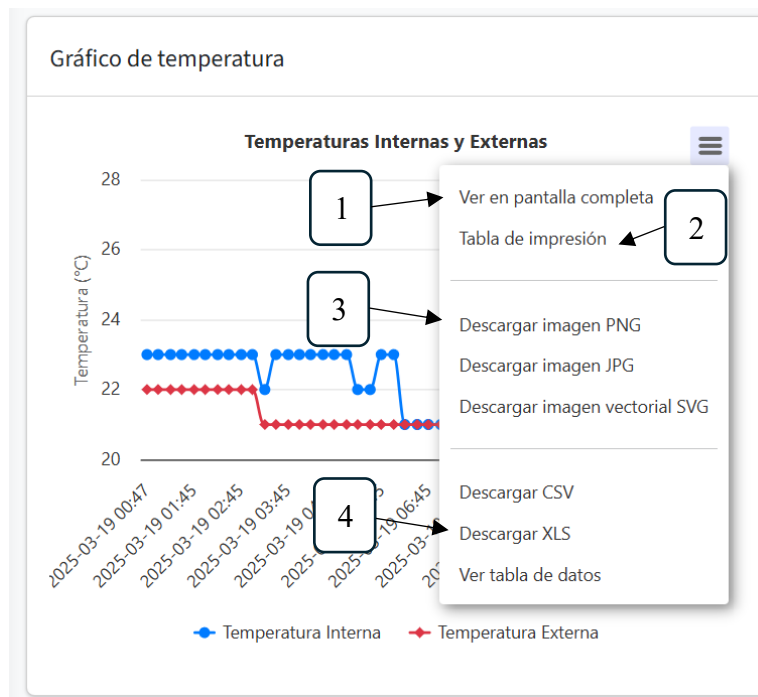 Gráfico de temperatura
Temperaturas Internas y Externas
28
26
24
22
20
Temperatura (°C)
1
2
3
4
Ver en pantalla completa
Tabla de impresión
Descargar imagen PNG
Descargar imagen JPG
Descargar imagen vectorial SVG
Descargar CSV
Descargar XLS
Ver tabla de datos
2025-03-19 00:47
2025-03-19 01:45
2025-03-19 02:45
2025-03-19 03:45
2025-03-19
2025-03-19 06:45
Temperatura Interna
Temperatura Externa